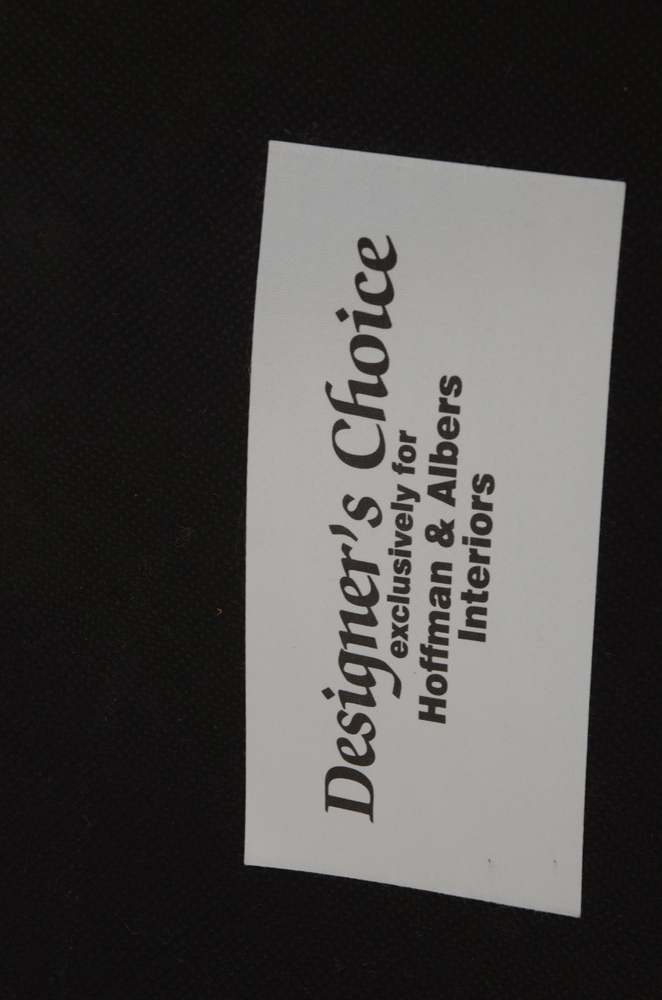 Designer's Choice
exclusively for
Hoffman & Albers
Interiors